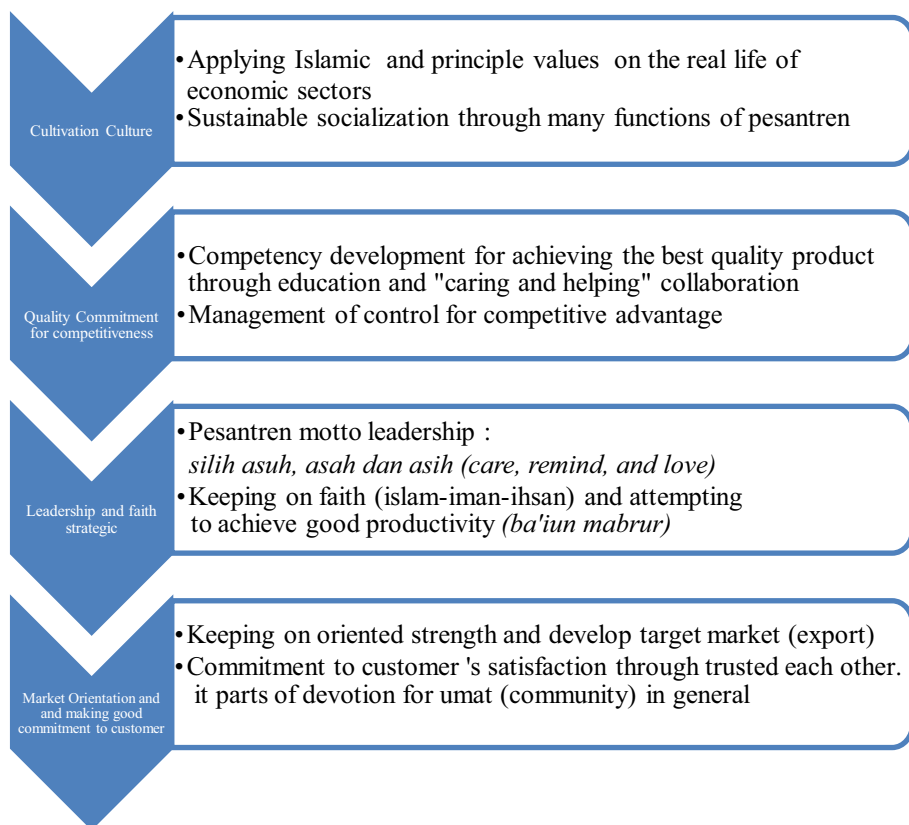 Cultivation Culture
•Applying Islamic and principle values on the real life of
economic sectors
•Sustainable socialization through many functions of pesantren
Quality Commitment
for competitiveness
•Competency development for achieving the best quality product
through education and "caring and helping" collaboration
•Management of control for competitive advantage
Leadership and faith
strategic
•Pesantren motto leadership :
silih asuh, asah dan asih (care, remind, and love)
•Keeping on faith (islam-iman-ihsan) and attempting
to achieve good productivity (ba'iun mabrur)
Market Orientation and
and making good
commitment to customer
•Keeping on oriented strength and develop target market (export)
•Commitment to customer 's satisfaction through trusted each other.
it parts of devotion for umat (community) in general